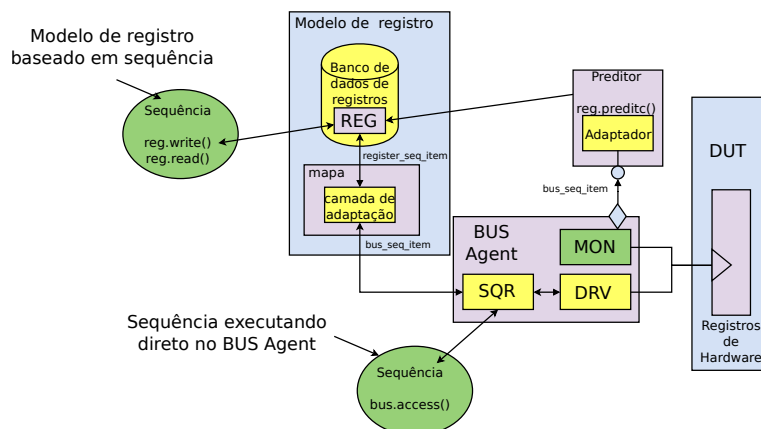 Modelo de registro
baseado em sequência
Sequência
reg.write()
reg.read()
Modelo de registro
Banco de
dados de
registros
REG
register_seq_item
mapa
camada de
adaptação
bus_seq_item
Preditor
reg.preditc()
Adaptador
bus_seq_item
DUT
Registros
de
Hardware
BUS
Agent
MON
SQR
DRV
Sequência executando
direto no BUS Agent
Sequência
bus.access()